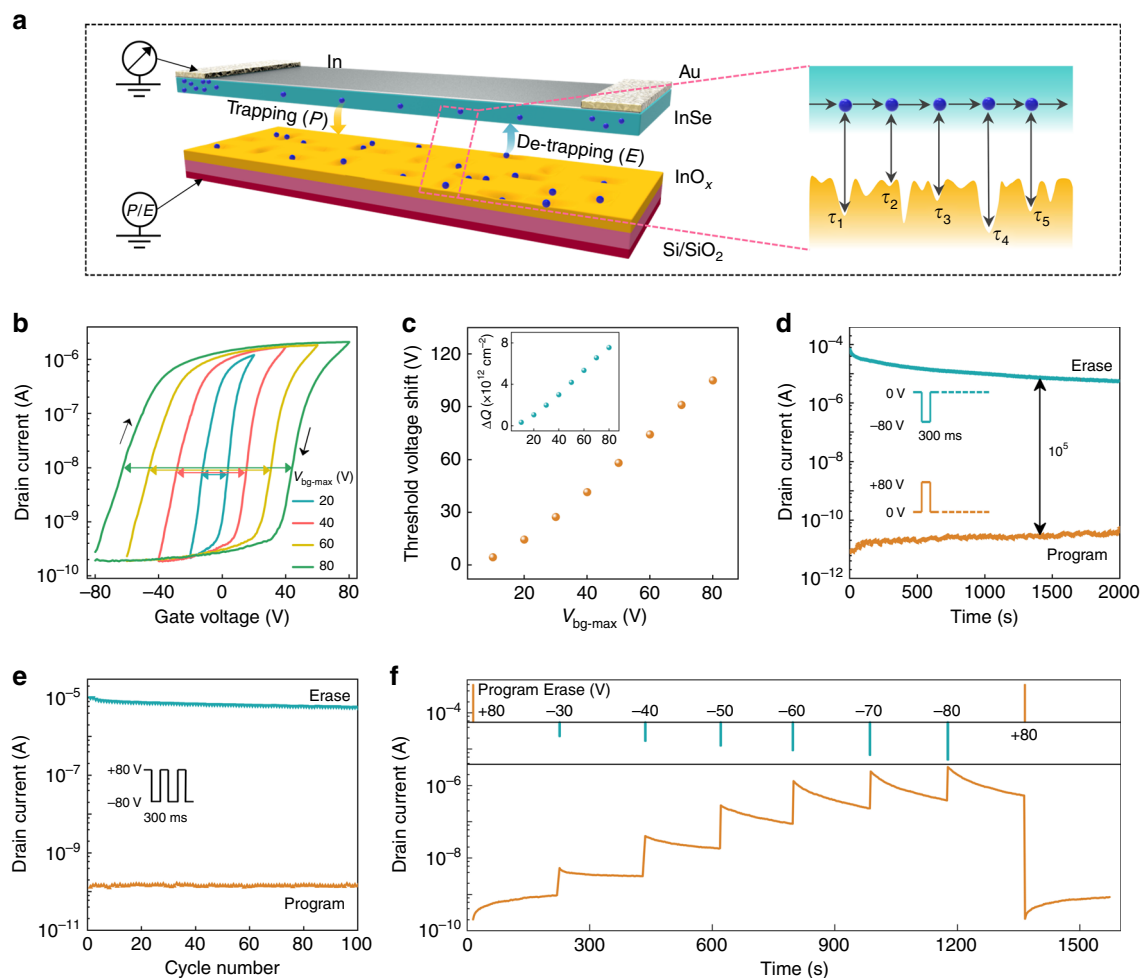 a
In
Au
Trapping (P)
InSe
De-trapping (E)
InOx
P/E
Si/SiO2
τ1
τ2
τ3
τ4
τ5
b
Drain current (A)
10−6
10−7
10−8
10−9
10−10
Vbg-max (V)
20
40
60
80
−80
−40
0
40
80
Gate voltage (V)
c
Threshold voltage shift (V)
120
90
60
30
0
ΔQ (×1012 cm−2)
8
4
0
20 40 60 80
20
40
60
80
Vbg-max (V)
d
Drain current (A)
10−4
10−6
10−8
10−10
10−12
Erase
0 V
−80 V
300 ms
105
+80 V
0 V
Program
0
500
1000
1500
2000
Time (s)
e
Drain current (A)
10−5
10−7
10−9
10−11
Erase
+80 V
−80 V
300 ms
Program
0
20
40
60
80
100
Cycle number
f
Drain current (A)
10−4
10−6
10−8
10−10
Program Erase (V)
+80
−30
−40
−50
−60
−70
−80
+80
0
300
600
900
1200
1500
Time (s)